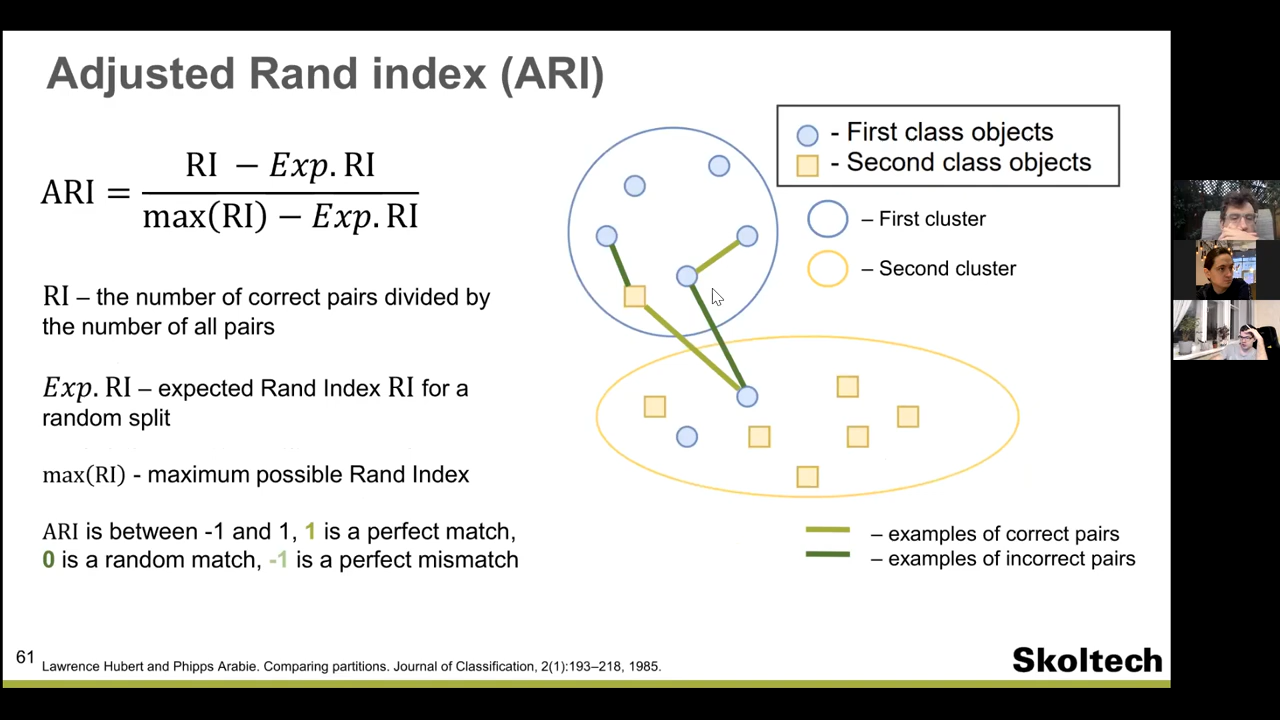 Adjusted Rand index (ARI)
ARI = (RI − Exp. RI) / (max(RI) − Exp. RI)
RI – the number of correct pairs divided by
the number of all pairs
Exp. RI – expected Rand Index RI for a
random split
max(RI) - maximum possible Rand Index
ARI is between -1 and 1, 1 is a perfect match,
0 is a random match, -1 is a perfect mismatch
- First class objects
- Second class objects
– First cluster
– Second cluster
– examples of correct pairs
– examples of incorrect pairs
61
Lawrence Hubert and Phipps Arabie. Comparing partitions. Journal of Classification, 2(1):193–218, 1985.
Skoltech